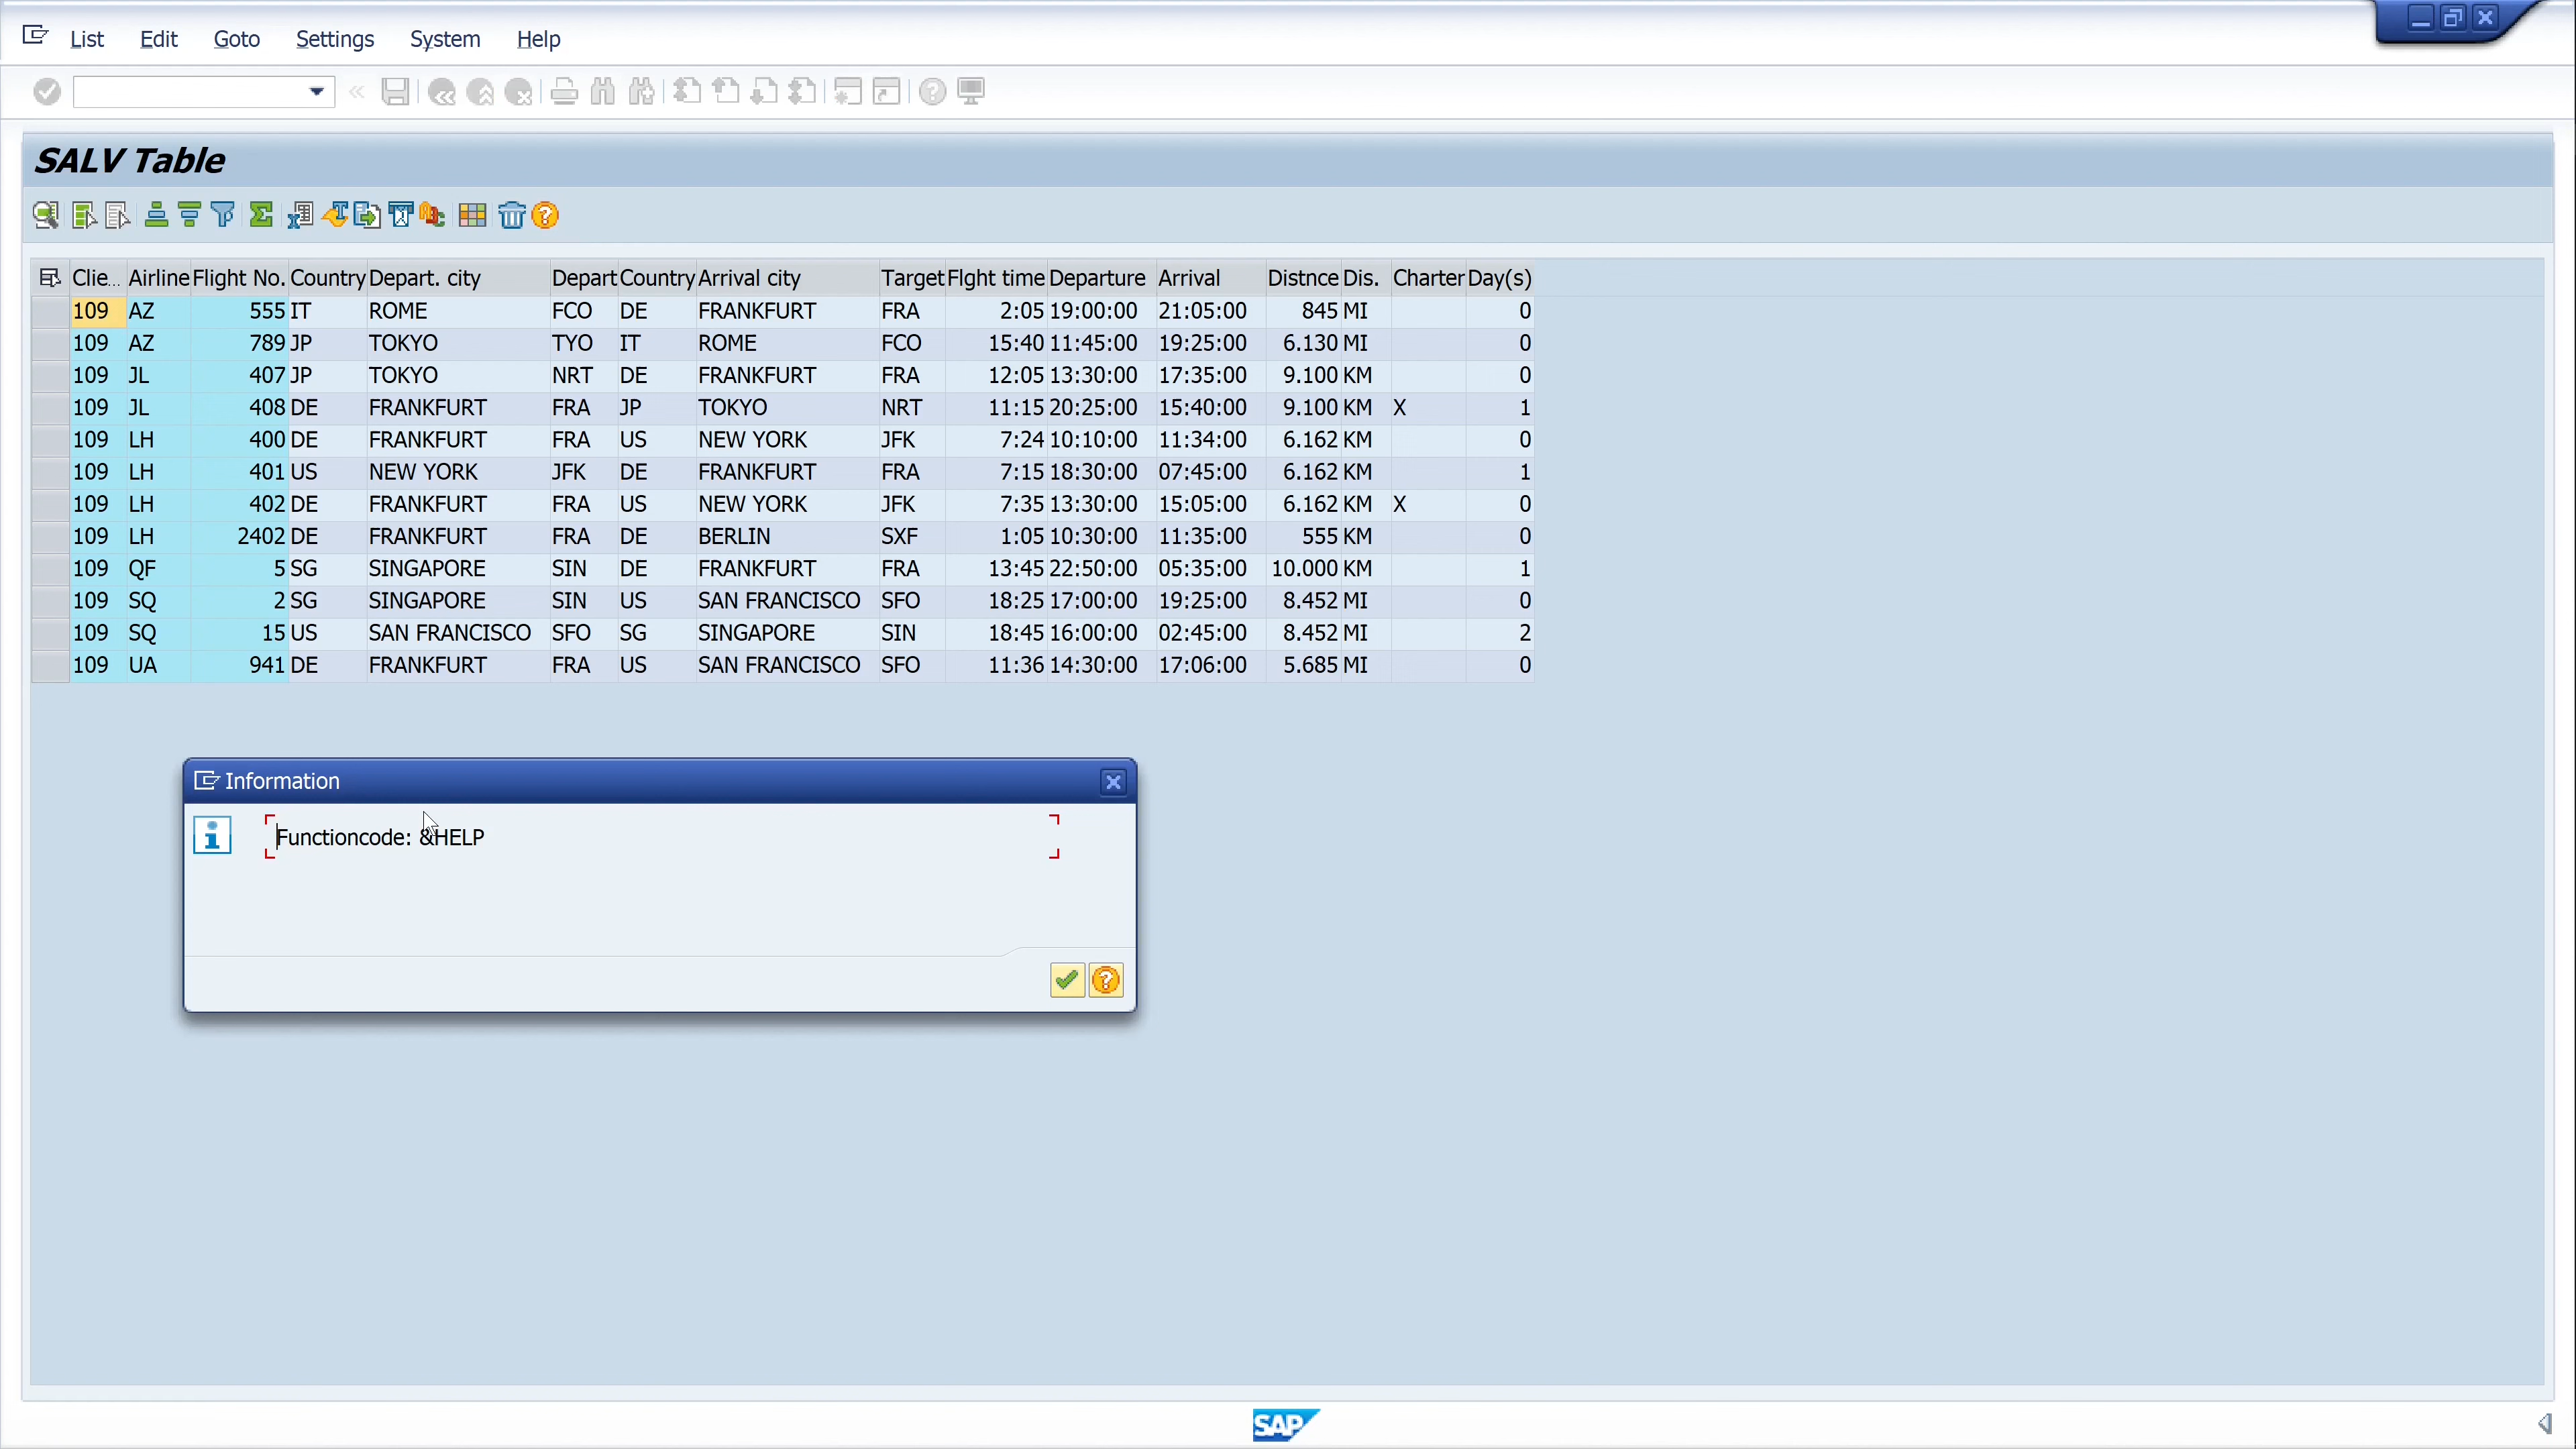 List Edit Goto Settings System Help
SALV Table
Clie... Airline Flight No. Country Depart. city Depart Country Arrival city Target Flght time Departure Arrival Distnce Dis. Charter Day(s)
109 AZ 555 IT ROME FCO DE FRANKFURT FRA 2:05 19:00:00 21:05:00 845 MI 0
109 AZ 789 JP TOKYO TYO IT ROME FCO 15:40 11:45:00 19:25:00 6.130 MI 0
109 JL 407 JP TOKYO NRT DE FRANKFURT FRA 12:05 13:30:00 17:35:00 9.100 KM 0
109 JL 408 DE FRANKFURT FRA JP TOKYO NRT 11:15 20:25:00 15:40:00 9.100 KM X 1
109 LH 400 DE FRANKFURT FRA US NEW YORK JFK 7:24 10:10:00 11:34:00 6.162 KM 0
109 LH 401 US NEW YORK JFK DE FRANKFURT FRA 7:15 18:30:00 07:45:00 6.162 KM 1
109 LH 402 DE FRANKFURT FRA US NEW YORK JFK 7:35 13:30:00 15:05:00 6.162 KM X 0
109 LH 2402 DE FRANKFURT FRA DE BERLIN SXF 1:05 10:30:00 11:35:00 555 KM 0
109 QF 5 SG SINGAPORE SIN DE FRANKFURT FRA 13:45 22:50:00 05:35:00 10.000 KM 1
109 SQ 2 SG SINGAPORE SIN US SAN FRANCISCO SFO 18:25 17:00:00 19:25:00 8.452 MI 0
109 SQ 15 US SAN FRANCISCO SFO SG SINGAPORE SIN 18:45 16:00:00 02:45:00 8.452 MI 2
109 UA 941 DE FRANKFURT FRA US SAN FRANCISCO SFO 11:36 14:30:00 17:06:00 5.685 MI 0
Information
Functioncode: &HELP
SAP